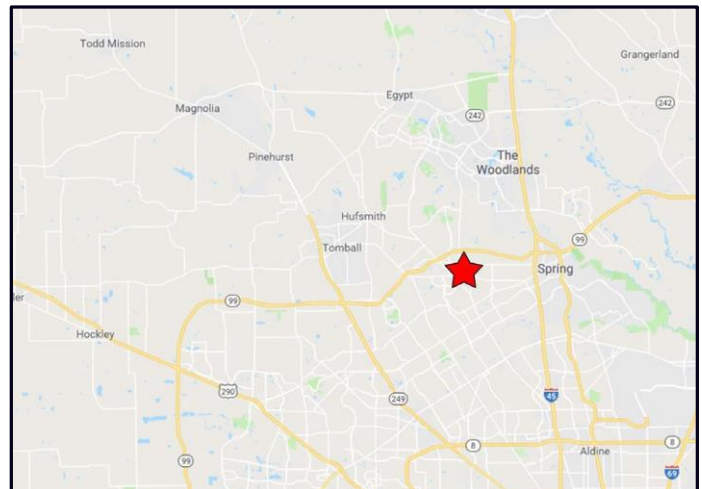 Todd Mission
Grangerland
Egypt
Magnolia
242
242
The
Woodlands
Pinehurst
Hufsmith
Tomball
99
Spring
ler
99
Hockley
290
249
45
8
8
Aldine
99
69